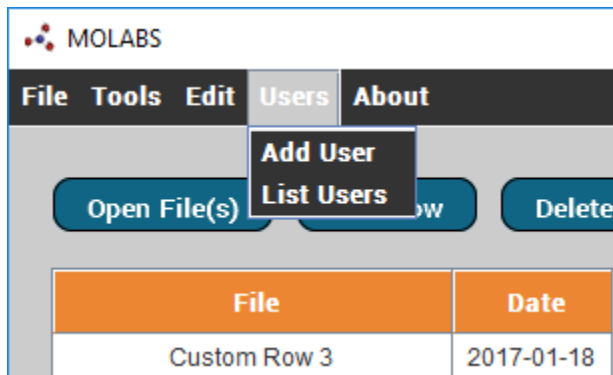 MOLABS
File Tools Edit Users About
Add User
List Users
Open File(s) ow Delete
File Date
Custom Row 3 2017-01-18